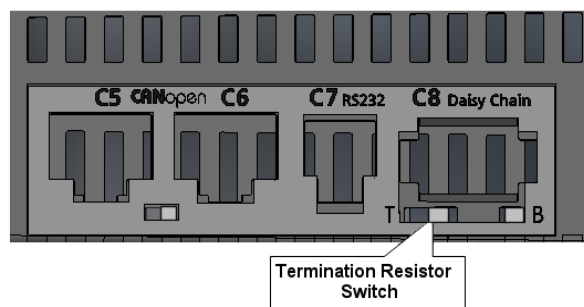 C5 CANopen C6 C7 RS232 C8 Daisy Chain
T B
Termination Resistor
Switch